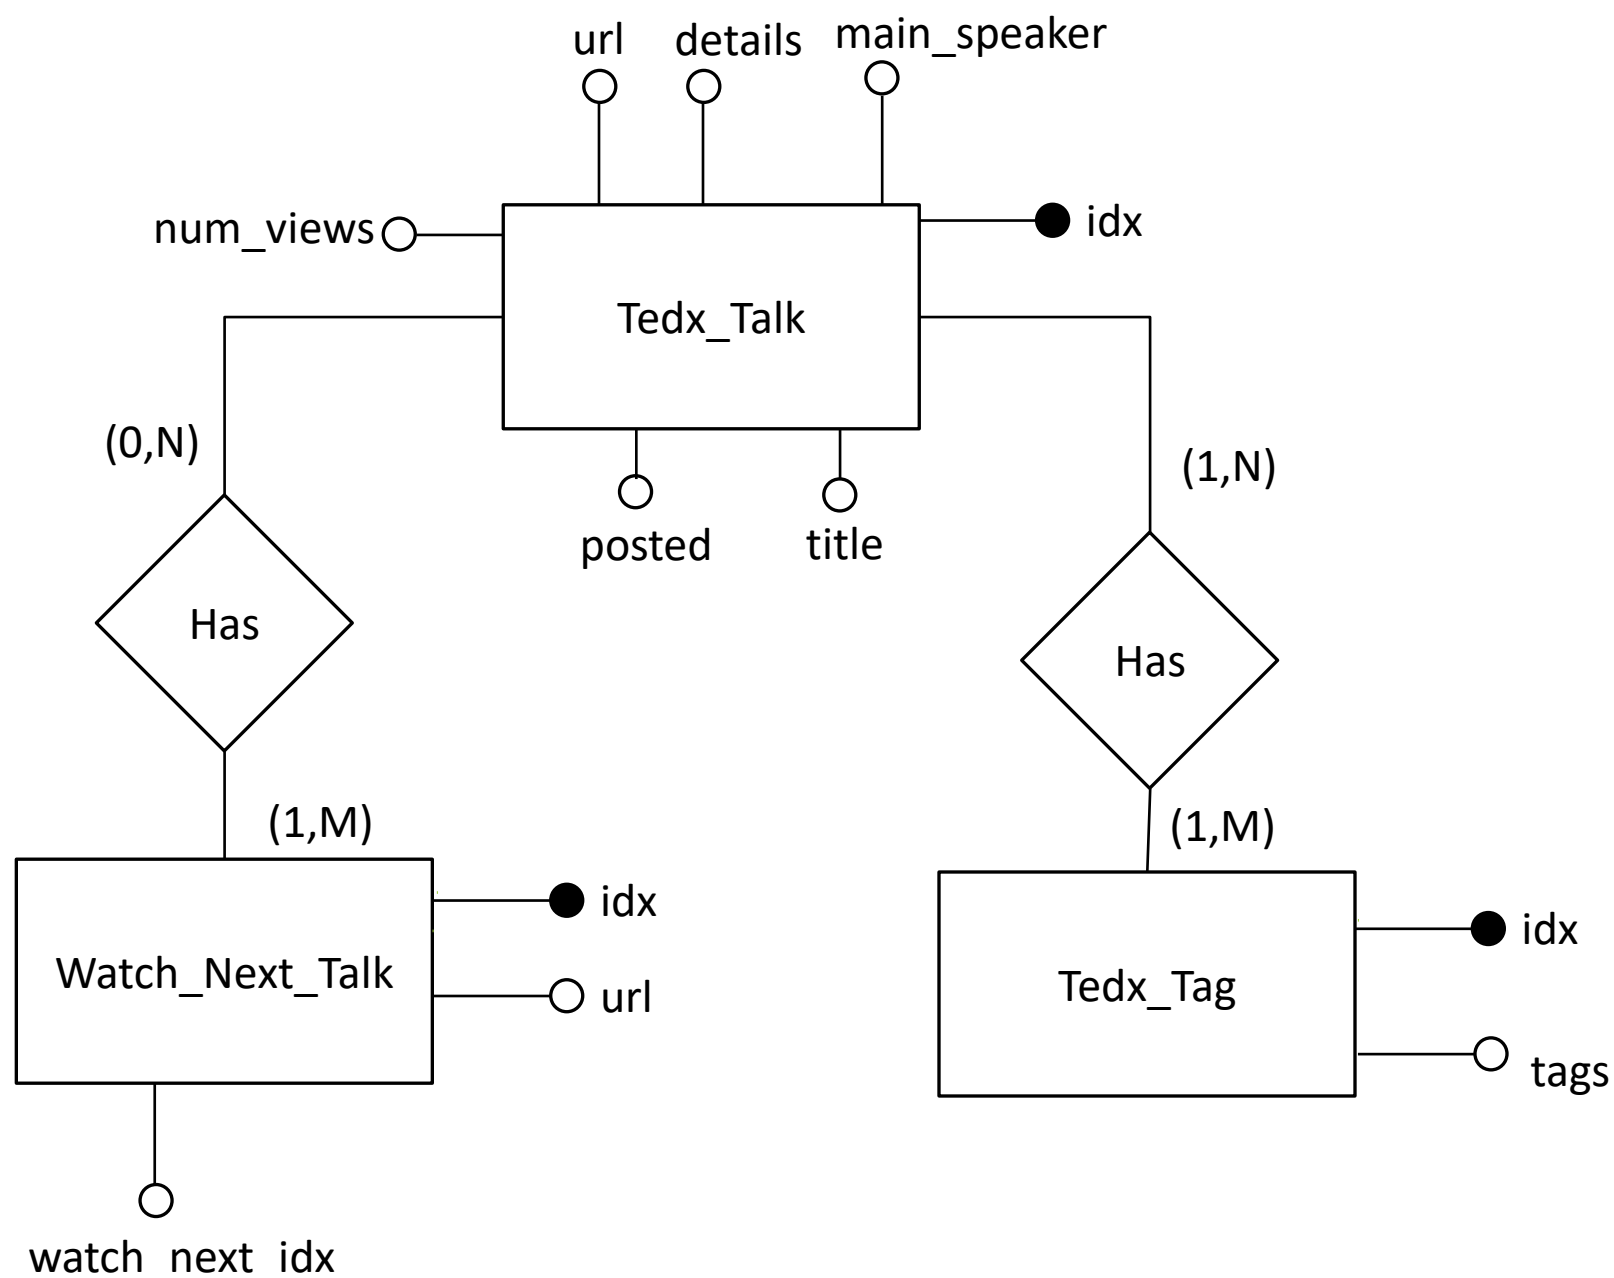 url
details
main_speaker
num_views
idx
Tedx_Talk
(0,N)
(1,N)
posted
title
Has
Has
(1,M)
(1,M)
idx
Watch_Next_Talk
url
idx
Tedx_Tag
tags
watch_next_idx